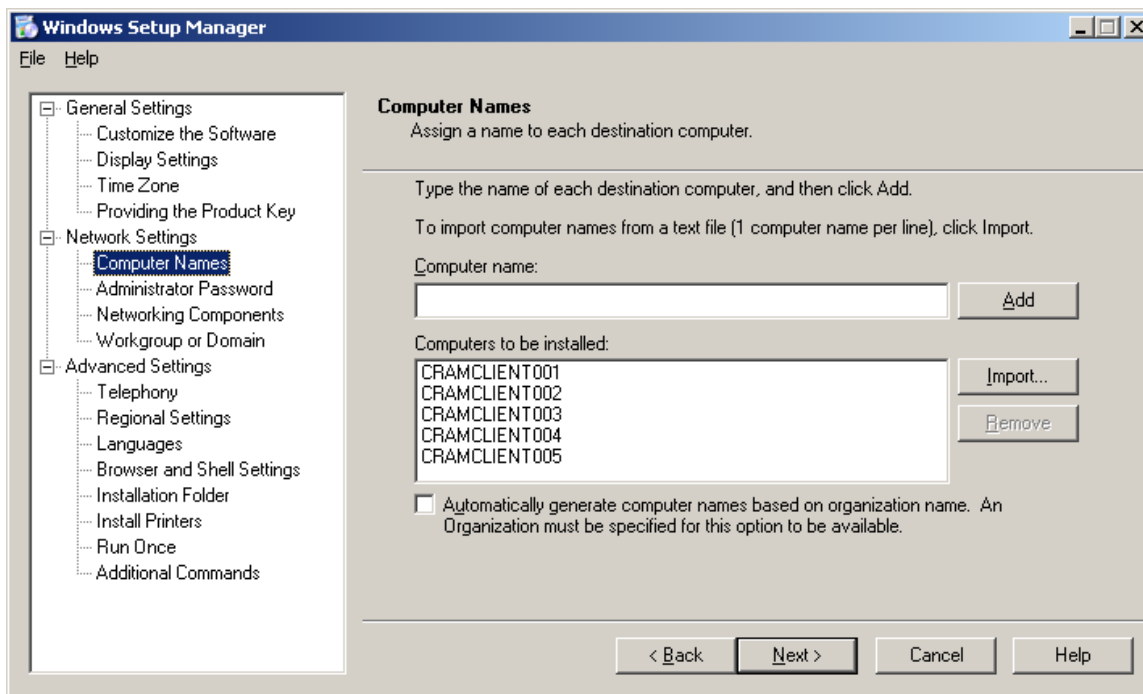 Windows Setup Manager
File Help
General Settings
Customize the Software
Display Settings
Time Zone
Providing the Product Key
Network Settings
Computer Names
Administrator Password
Networking Components
Workgroup or Domain
Advanced Settings
Telephony
Regional Settings
Languages
Browser and Shell Settings
Installation Folder
Install Printers
Run Once
Additional Commands
Computer Names
Assign a name to each destination computer.
Type the name of each destination computer, and then click Add.
To import computer names from a text file (1 computer name per line), click Import.
Computer name:
Add
Computers to be installed:
CRAMCLIENT001
CRAMCLIENT002
CRAMCLIENT003
CRAMCLIENT004
CRAMCLIENT005
Import...
Remove
Automatically generate computer names based on organization name. An
Organization must be specified for this option to be available.
< Back Next > Cancel Help